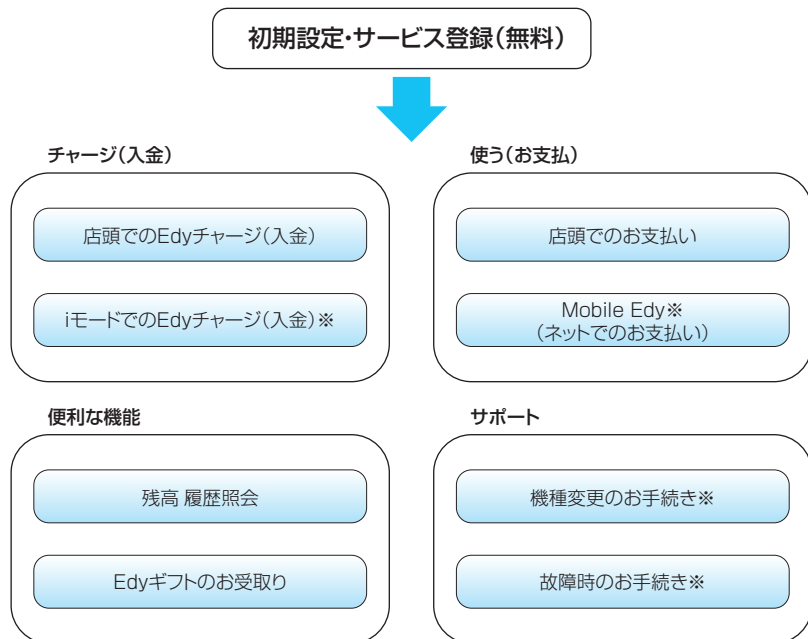 初期設定・サービス登録（無料）
チャージ（入金）
店頭でのEdyチャージ（入金）
iモードでのEdyチャージ（入金）※
使う（お支払）
店頭でのお支払い
Mobile Edy※
（ネットでのお支払い）
便利な機能
残高 履歴照会
Edyギフトのお受取り
サポート
機種変更のお手続き※
故障時のお手続き※